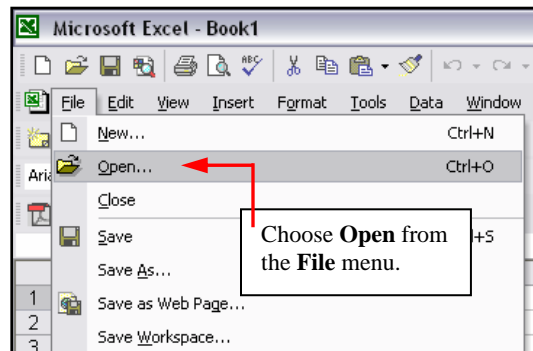 Microsoft Excel - Book1
ABC
File Edit View Insert Format Tools Data Window
New... Ctrl+N
Open... Ctrl+O
Close
Save
Save As...
Save as Web Page...
Save Workspace...
Choose Open from
the File menu.
1
2
3